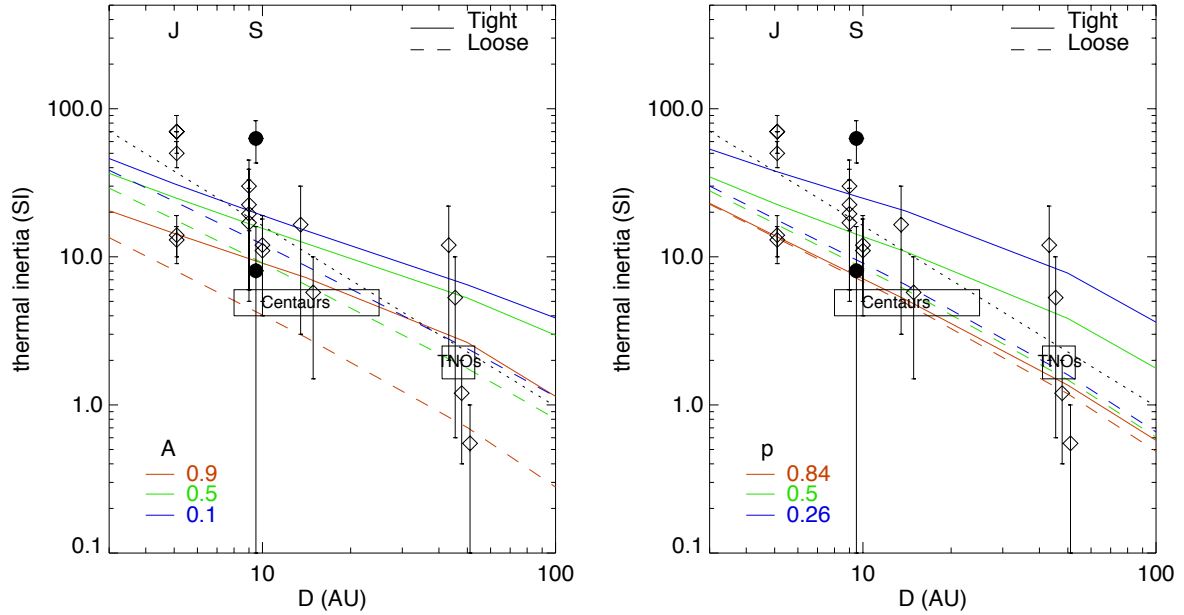 J S
Tight
Loose
100.0
10.0
1.0
0.1
thermal inertia (SI)
Centaurs
TNOs
A
0.9
0.5
0.1
10 100
D (AU)
J S
Tight
Loose
100.0
10.0
1.0
0.1
thermal inertia (SI)
Centaurs
TNOs
p
0.84
0.5
0.26
10 100
D (AU)